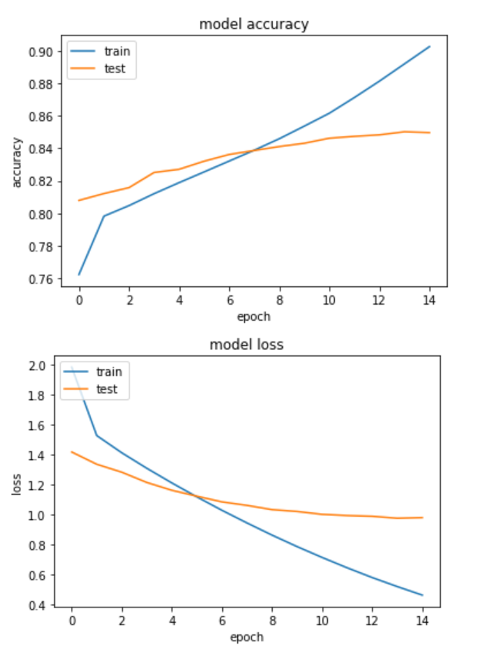 model accuracy
train
test
0.90
0.88
0.86
0.84
0.82
0.80
0.78
0.76
accuracy
0 2 4 6 8 10 12 14
epoch
model loss
train
test
2.0
1.8
1.6
1.4
1.2
1.0
0.8
0.6
0.4
loss
0 2 4 6 8 10 12 14
epoch